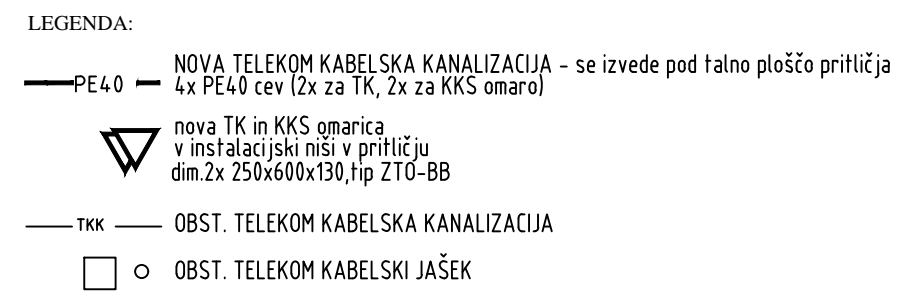 LEGENDA:
PE40 NOVA TELEKOM KABELSKA KANALIZACIJA - se izvede pod talno ploščo pritličja
4x PE40 cev (2x za TK, 2x za KKS omaro)
nova TK in KKS omarica
v instalacijski niši v pritličju
dim.2x 250x600x130,tip ZTO-BB
TKK OBST. TELEKOM KABELSKA KANALIZACIJA
OBST. TELEKOM KABELSKI JAŠEK